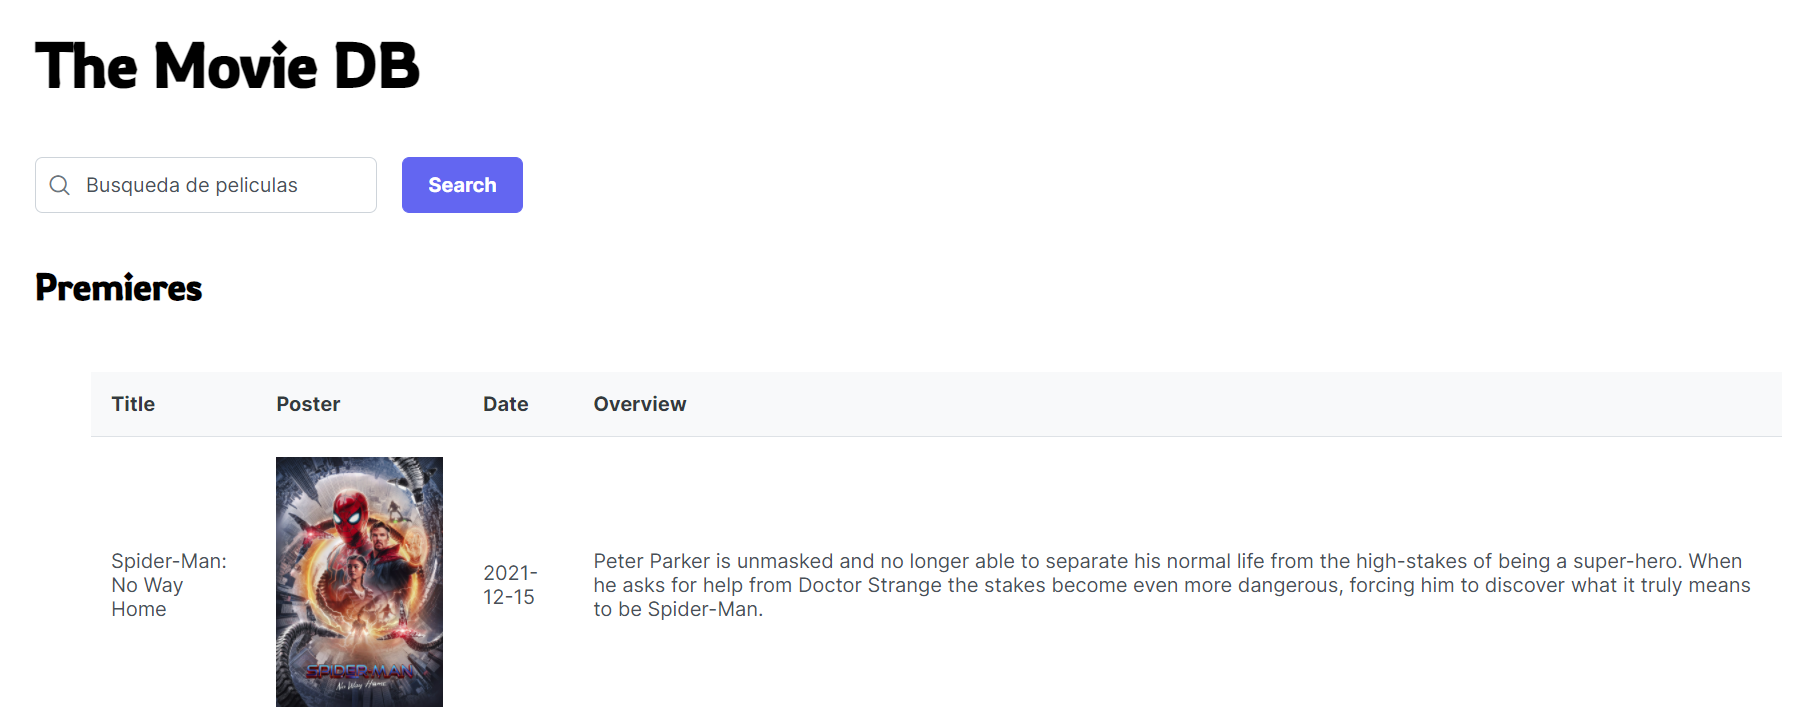 The Movie DB
Busqueda de peliculas
Search
Premieres
Title Poster Date Overview
Spider-Man:
No Way
Home
SPIDER-MAN
No Way Home
2021-
12-15
Peter Parker is unmasked and no longer able to separate his normal life from the high-stakes of being a super-hero. When
he asks for help from Doctor Strange the stakes become even more dangerous, forcing him to discover what it truly means
to be Spider-Man.